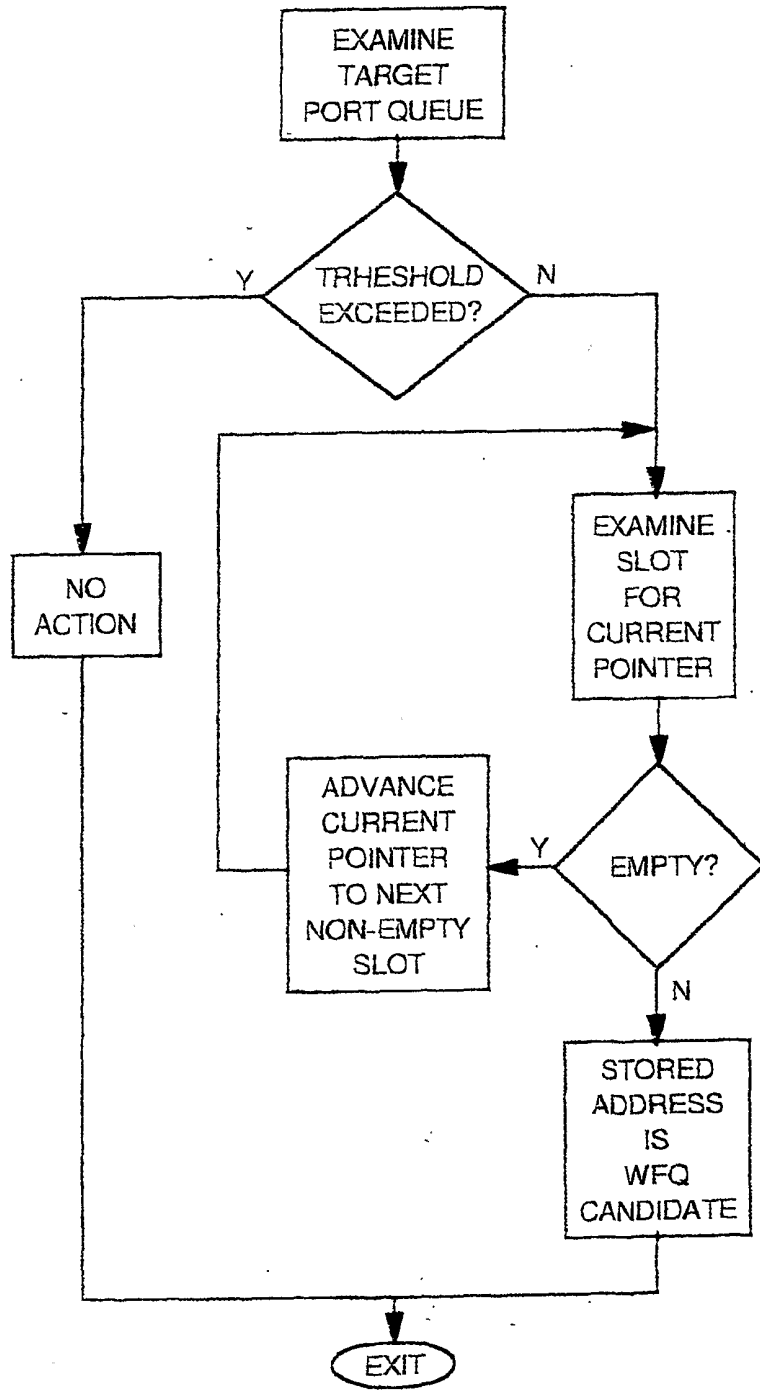 EXAMINE
TARGET
PORT QUEUE
Y
TRHESHOLD
EXCEEDED?
N
NO
ACTION
EXAMINE
SLOT
FOR
CURRENT
POINTER
ADVANCE
CURRENT
POINTER
TO NEXT
NON-EMPTY
SLOT
Y
EMPTY?
N
STORED
ADDRESS
IS
WFQ
CANDIDATE
EXIT